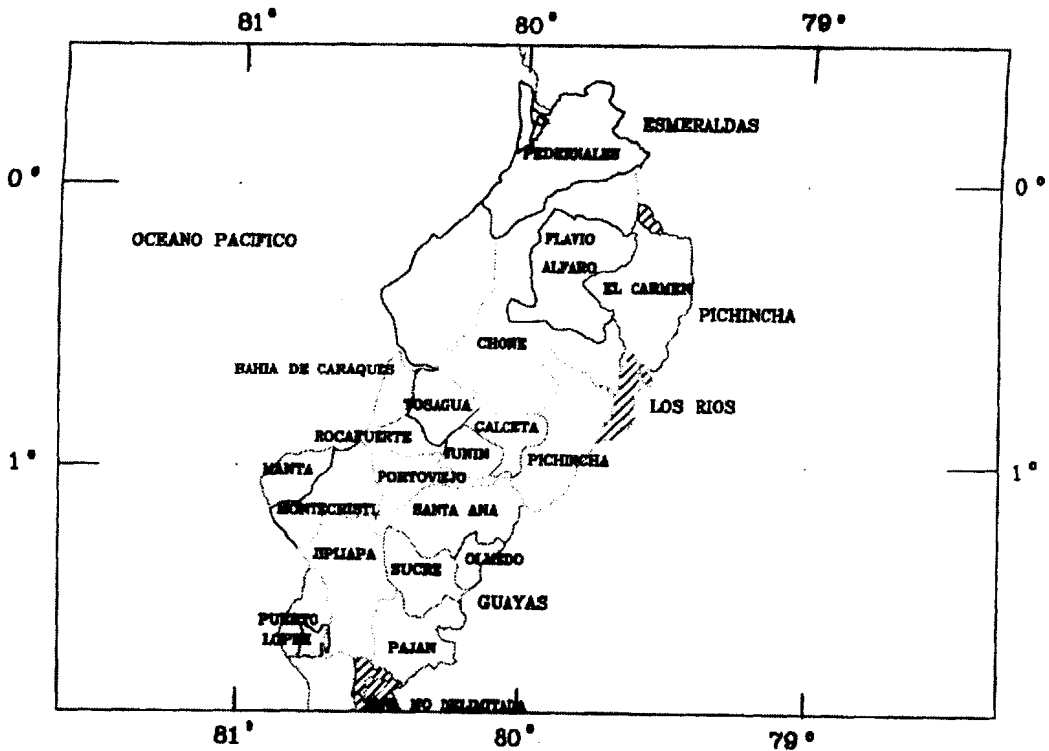 81° 80° 79°
ESMERALDAS
PEDERNALES
0° 0°
OCEANO PACIFICO
FLAVIO
ALFARO
EL CARMEN
PICHINCHA
CHONE
BAHIA DE CARAQUES
TOSAGUA
LOS RIOS
CALCETA
ROCAFUERTE
JUNIN
PICHINCHA
1° 1°
MANTA
PORTOVIEJO
MONTECRISTI
SANTA ANA
JIPIJAPA
OLMEDO
SUCRE
GUAYAS
PUERTO
LOPEZ
PAJAN
NO DELIMITADA
81° 80° 79°